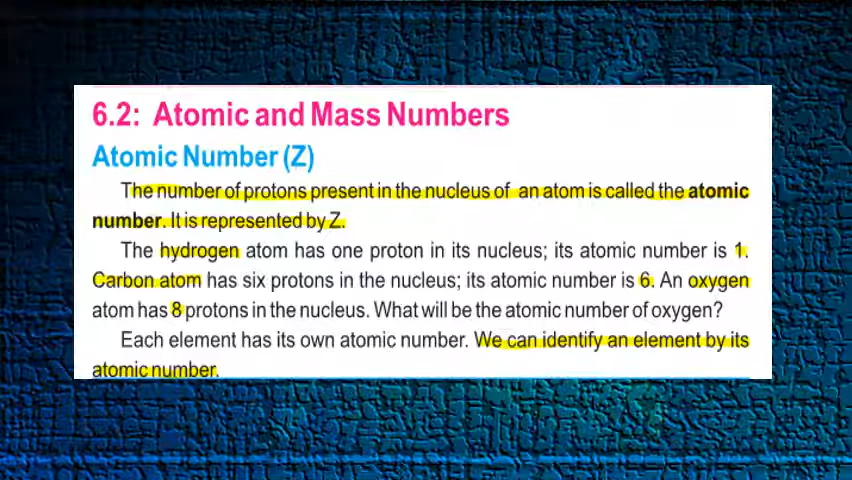 6.2: Atomic and Mass Numbers
Atomic Number (Z)
The number of protons present in the nucleus of an atom is called the atomic
number. It is represented by Z.
The hydrogen atom has one proton in its nucleus; its atomic number is 1.
Carbon atom has six protons in the nucleus; its atomic number is 6. An oxygen
atom has 8 protons in the nucleus. What will be the atomic number of oxygen?
Each element has its own atomic number. We can identify an element by its
atomic number.